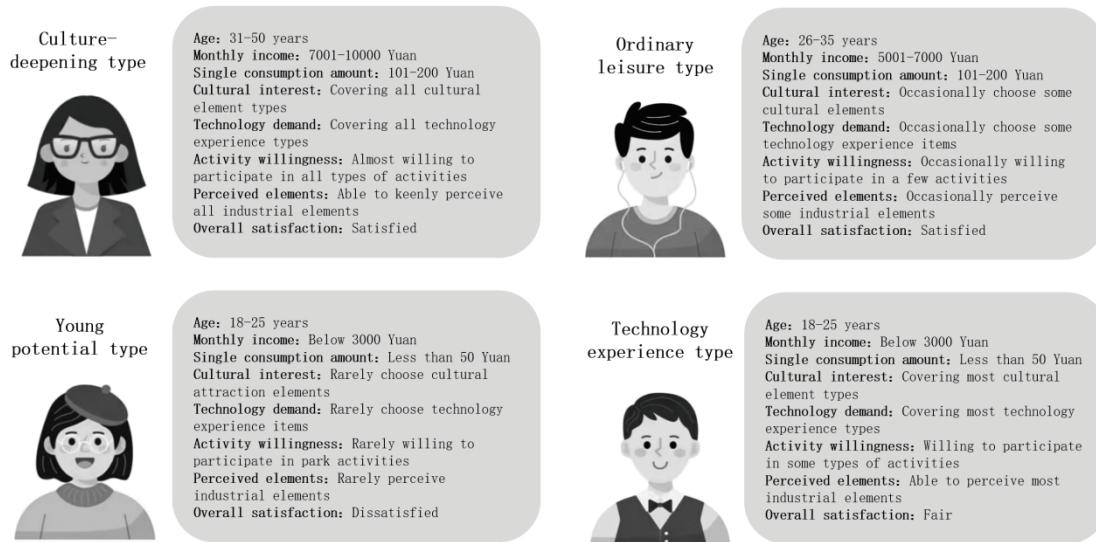 Culture-
deepening type
Age: 31-50 years
Monthly income: 7001-10000 Yuan
Single consumption amount: 101-200 Yuan
Cultural interest: Covering all cultural
element types
Technology demand: Covering all technology
experience types
Activity willingness: Almost willing to
participate in all types of activities
Perceived elements: Able to keenly perceive
all industrial elements
Overall satisfaction: Satisfied
Ordinary
leisure type
Age: 26-35 years
Monthly income: 5001-7000 Yuan
Single consumption amount: 101-200 Yuan
Cultural interest: Occasionally choose some
cultural elements
Technology demand: Occasionally choose some
technology experience items
Activity willingness: Occasionally willing
to participate in a few activities
Perceived elements: Occasionally perceive
some industrial elements
Overall satisfaction: Satisfied
Young
potential type
Age: 18-25 years
Monthly income: Below 3000 Yuan
Single consumption amount: Less than 50 Yuan
Cultural interest: Rarely choose cultural
attraction elements
Technology demand: Rarely choose technology
experience items
Activity willingness: Rarely willing to
participate in park activities
Perceived elements: Rarely perceive
industrial elements
Overall satisfaction: Dissatisfied
Technology
experience type
Age: 18-25 years
Monthly income: Below 3000 Yuan
Single consumption amount: Less than 50 Yuan
Cultural interest: Covering most cultural
element types
Technology demand: Covering most technology
experience types
Activity willingness: Willing to participate
in some types of activities
Perceived elements: Able to perceive most
industrial elements
Overall satisfaction: Fair